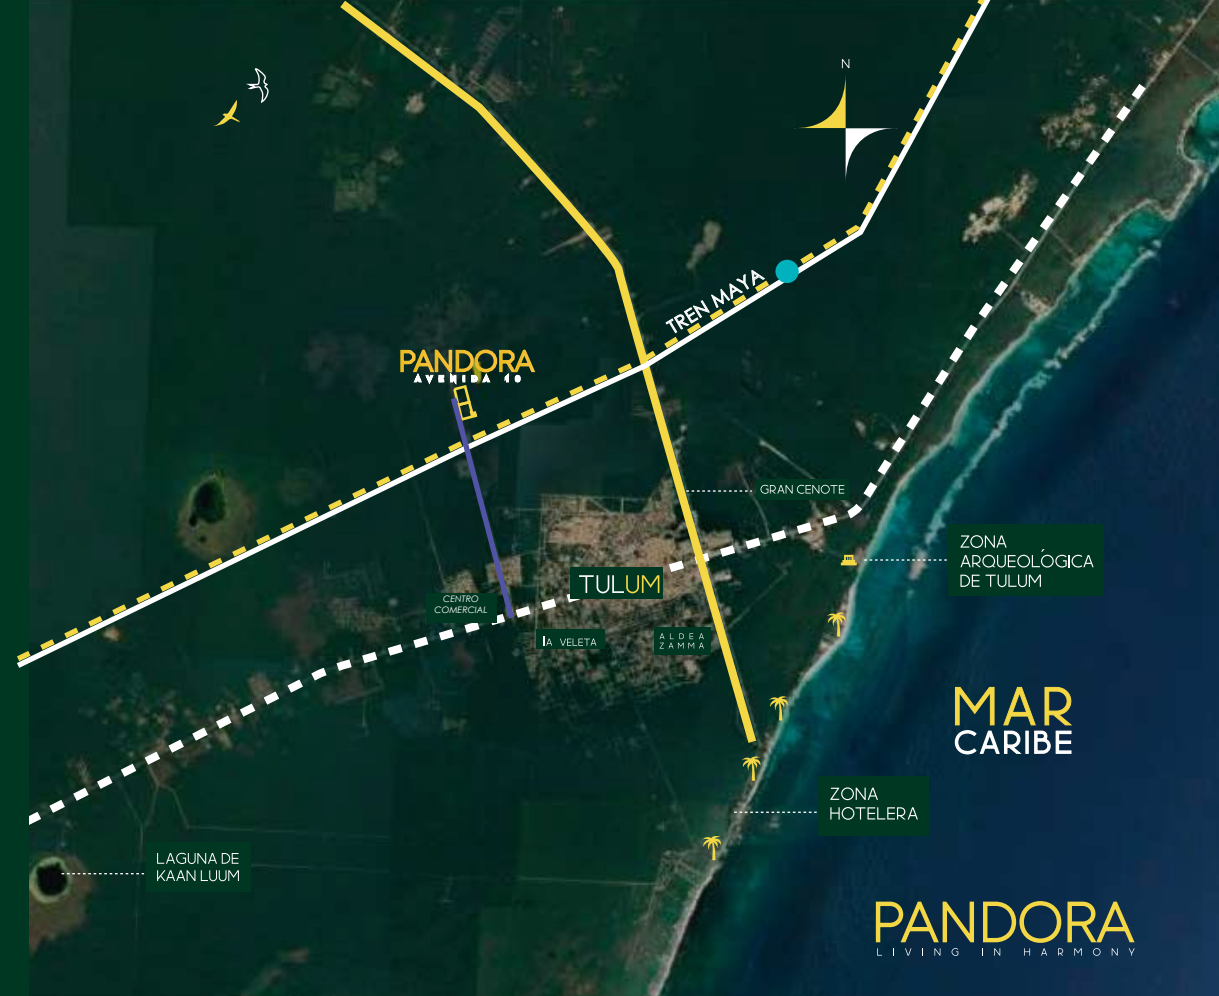 N
TREN MAYA
PANDORA
AVENIDA 10
GRAN CENOTE
ZONA
ARQUEOLÓGICA
DE TULUM
TULUM
CENTRO
COMERCIAL
lA VELETA
ALDEA
ZAMMA
MAR
CARIBE
ZONA
HOTELERA
LAGUNA DE
KAAN LUUM
PANDORA
LIVING IN HARMONY